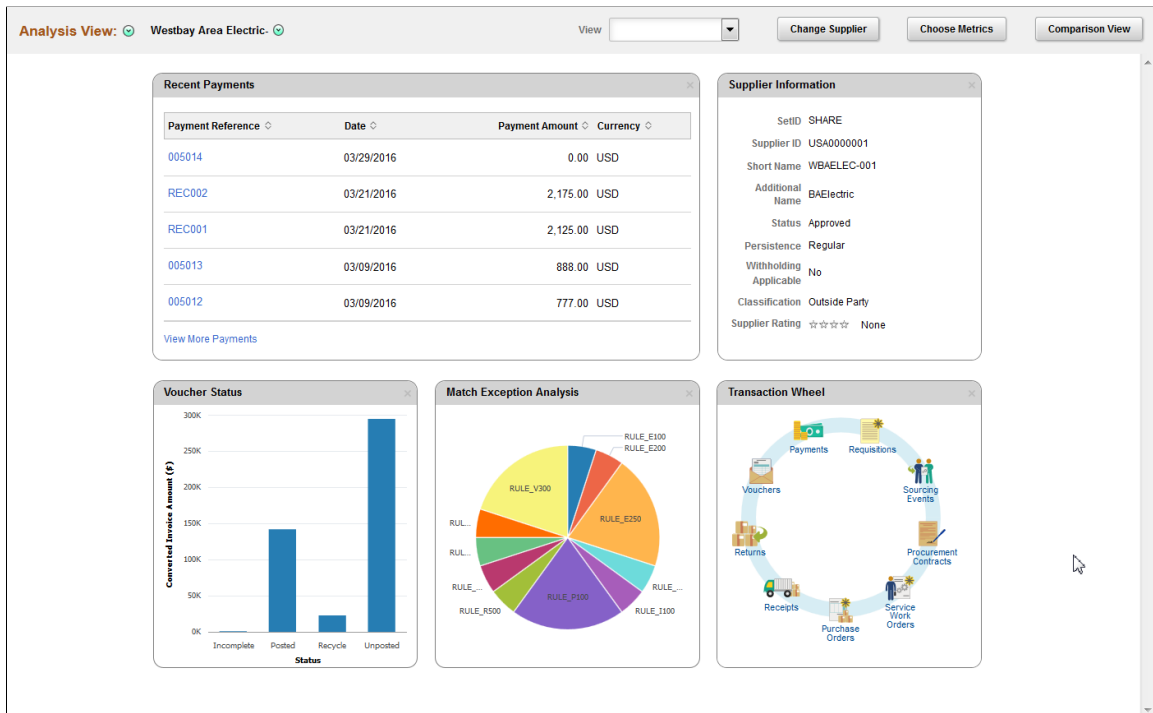 Analysis View: Westbay Area Electric- View Change Supplier Choose Metrics Comparison View
Recent Payments
Payment Reference Date Payment Amount Currency
005014 03/29/2016 0.00 USD
REC002 03/21/2016 2,175.00 USD
REC001 03/21/2016 2,125.00 USD
005013 03/09/2016 888.00 USD
005012 03/09/2016 777.00 USD
View More Payments
Supplier Information
SetID SHARE
Supplier ID USA0000001
Short Name WBAELEC-001
Additional
Name BAElectric
Status Approved
Persistence Regular
Withholding
Applicable No
Classification Outside Party
Supplier Rating None
Voucher Status
Converted Invoice Amount ($)
300K
250K
200K
150K
100K
50K
0K
Incomplete Posted Recycle Unposted
Status
Match Exception Analysis
RULE_E100
RULE_E200
RULE_V300
RULE_E250
RUL...
RUL...
RULE_...
RULE_...
RULE_P100
RULE_R500
RULE_I100
Transaction Wheel
Payments
Requisitions
Vouchers
Sourcing
Events
Returns
Procurement
Contracts
Receipts
Service
Work
Orders
Purchase
Orders